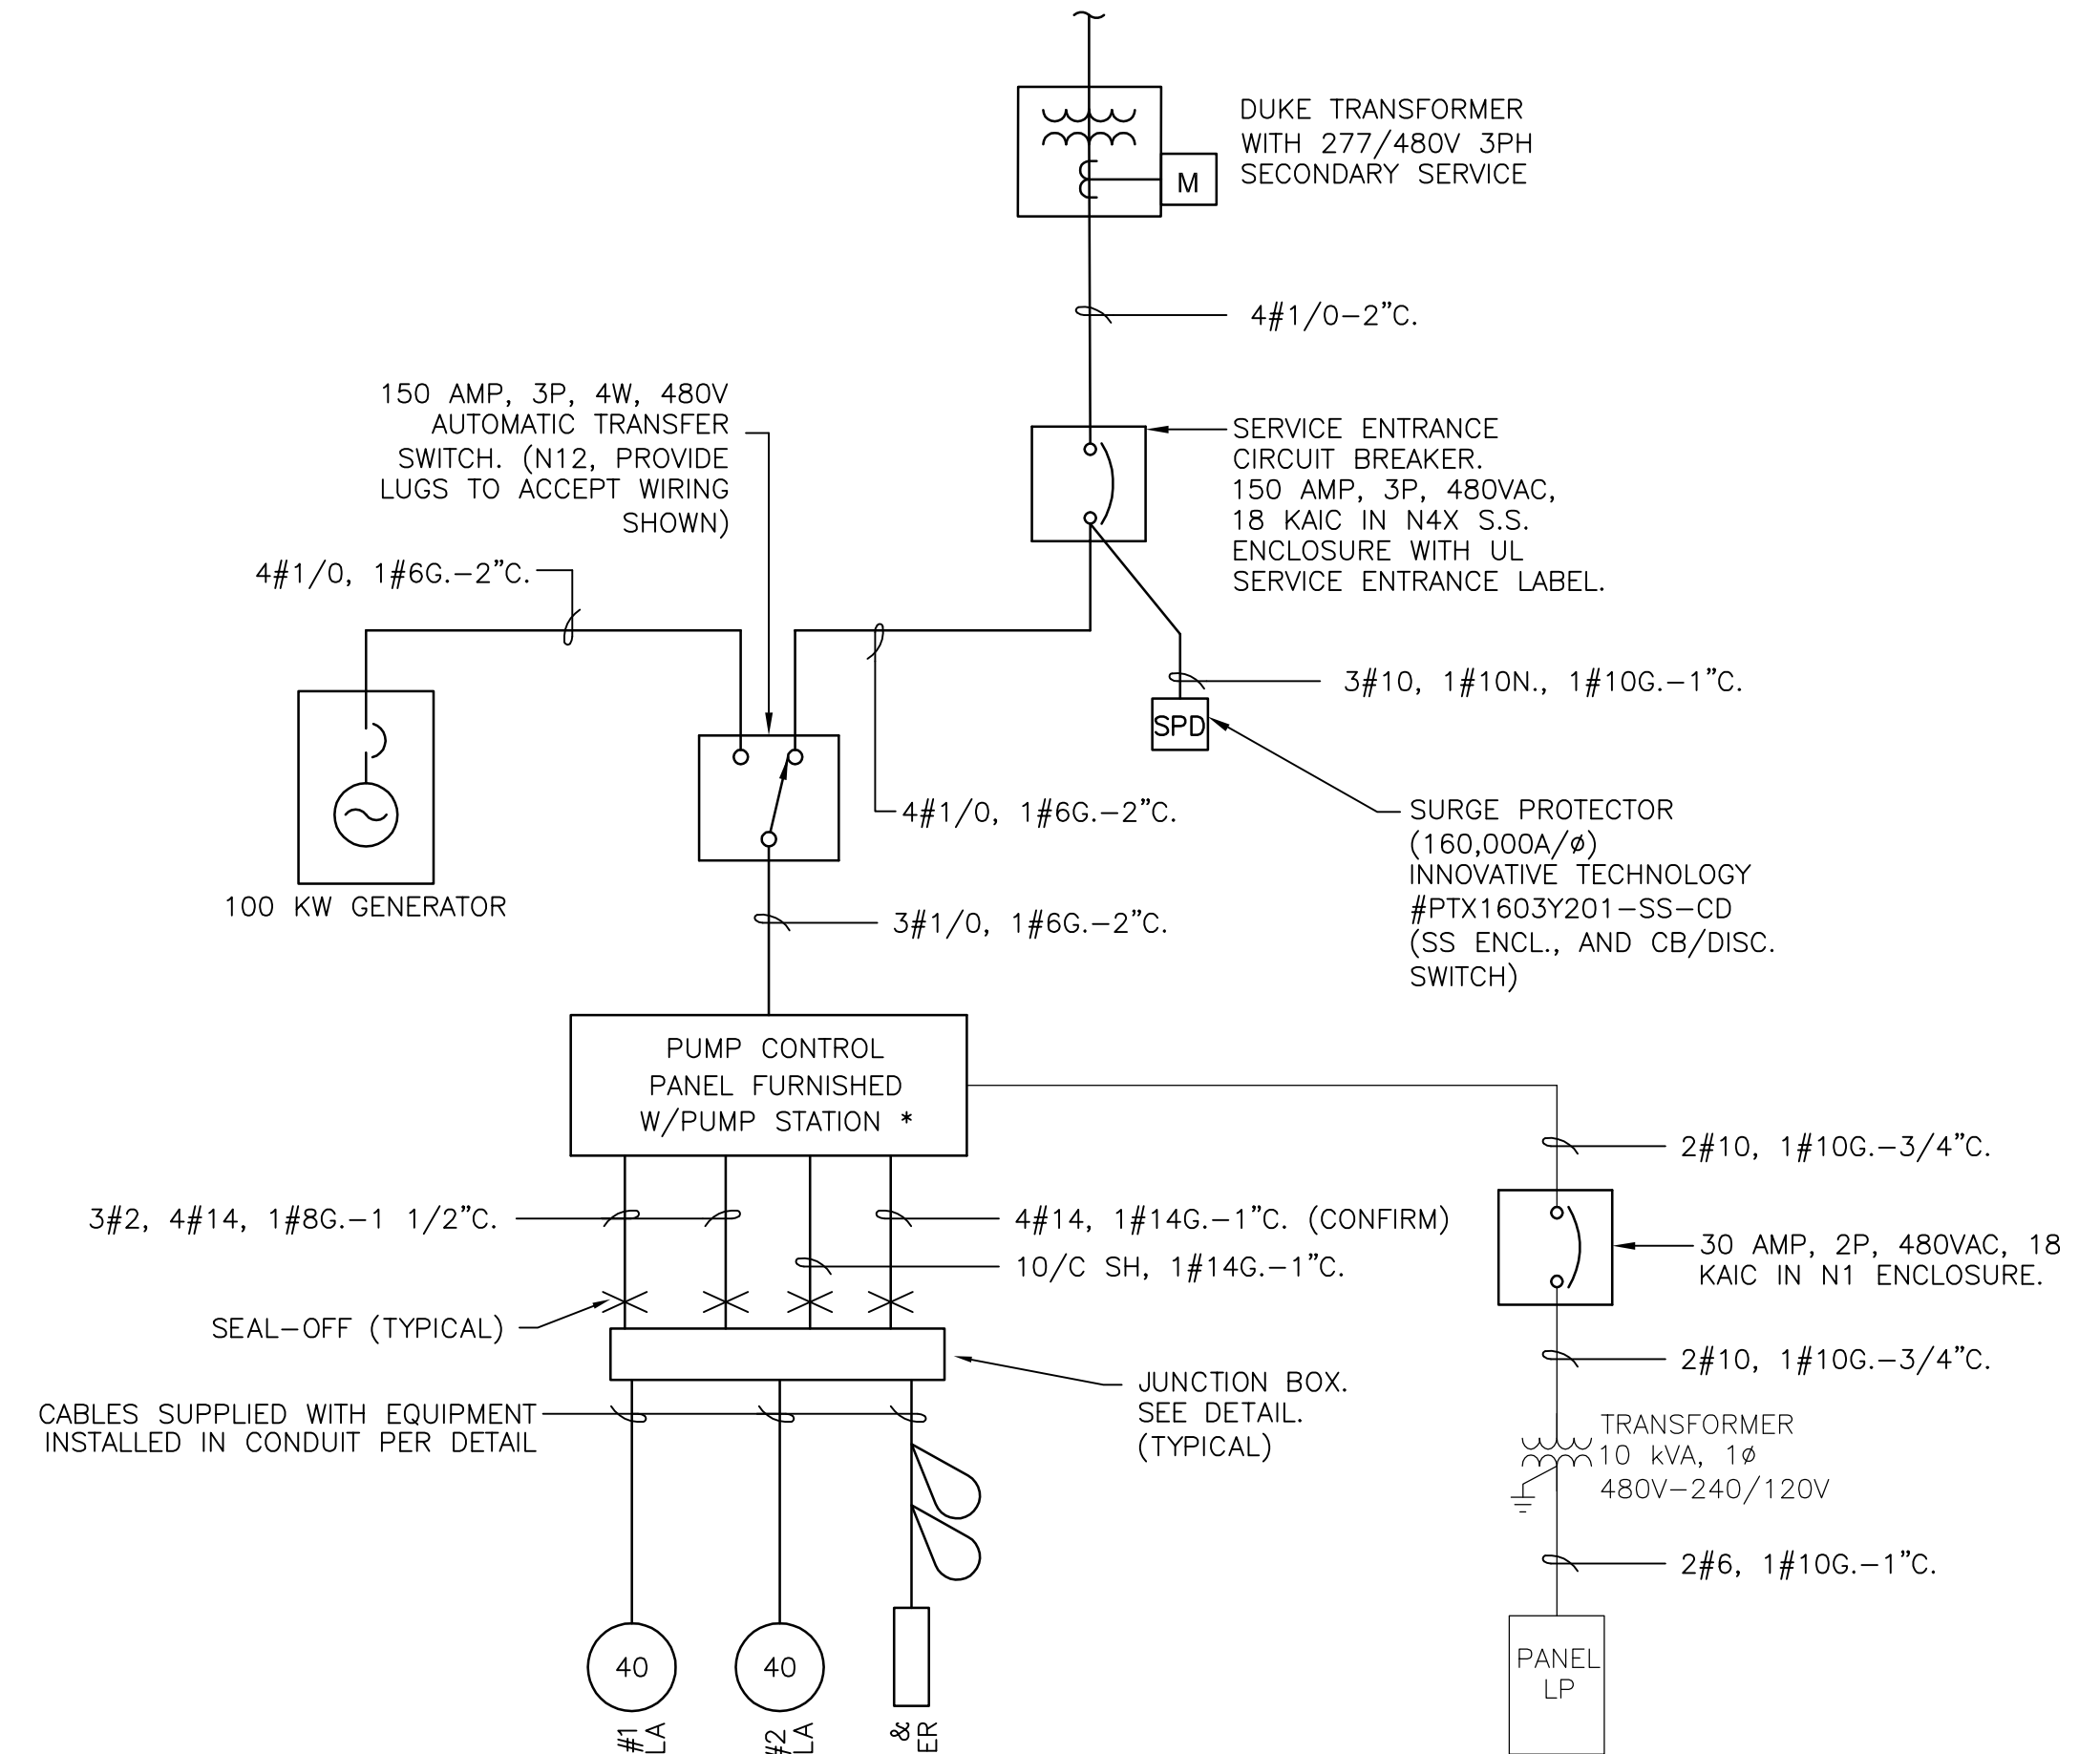 DUKE TRANSFORMER
WITH 277/480V 3PH
SECONDARY SERVICE
M
4#1/0-2"C.
150 AMP, 3P, 4W, 480V
AUTOMATIC TRANSFER
SWITCH. (N12, PROVIDE
LUGS TO ACCEPT WIRING
SHOWN)
SERVICE ENTRANCE
CIRCUIT BREAKER.
150 AMP, 3P, 480VAC,
18 KAIC IN N4X S.S.
ENCLOSURE WITH UL
SERVICE ENTRANCE LABEL.
4#1/0, 1#6G.-2"C.
3#10, 1#10N., 1#10G.-1"C.
SPD
4#1/0, 1#6G.-2"C.
SURGE PROTECTOR
(160,000A/ø)
INNOVATIVE TECHNOLOGY
#PTX1603Y201-SS-CD
(SS ENCL., AND CB/DISC.
SWITCH)
100 KW GENERATOR
3#1/0, 1#6G.-2"C.
PUMP CONTROL
PANEL FURNISHED
W/PUMP STATION *
2#10, 1#10G.-3/4"C.
3#2, 4#14, 1#8G.-1 1/2"C.
4#14, 1#14G.-1"C. (CONFIRM)
10/C SH, 1#14G.-1"C.
30 AMP, 2P, 480VAC, 18
KAIC IN N1 ENCLOSURE.
SEAL-OFF (TYPICAL)
2#10, 1#10G.-3/4"C.
JUNCTION BOX.
SEE DETAIL.
(TYPICAL)
CABLES SUPPLIED WITH EQUIPMENT
INSTALLED IN CONDUIT PER DETAIL
TRANSFORMER
10 kVA, 1ø
480V-240/120V
2#6, 1#10G.-1"C.
40
40
PANEL
LP
#1
LA
#2
LA
&
ER